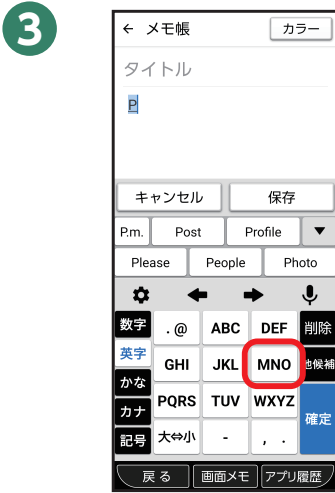 3
← メモ帳 カラー
タイトル
P
キャンセル 保存
P.m. Post Profile ▼
Please People Photo
数字 .@ ABC DEF 削除
英字 GHI JKL MNO 他候補
かな PQRS TUV WXYZ 確定
カナ
記号 大⇔小 - , .
戻る 画面メモ アプリ履歴